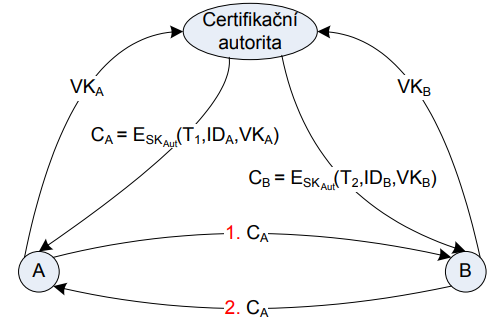 Certifikační
autorita
VKA
VKB
CA = ESKAut(T1,IDA,VKA)
CB = ESKAut(T2,IDB,VKB)
1. CA
A
B
2. CA